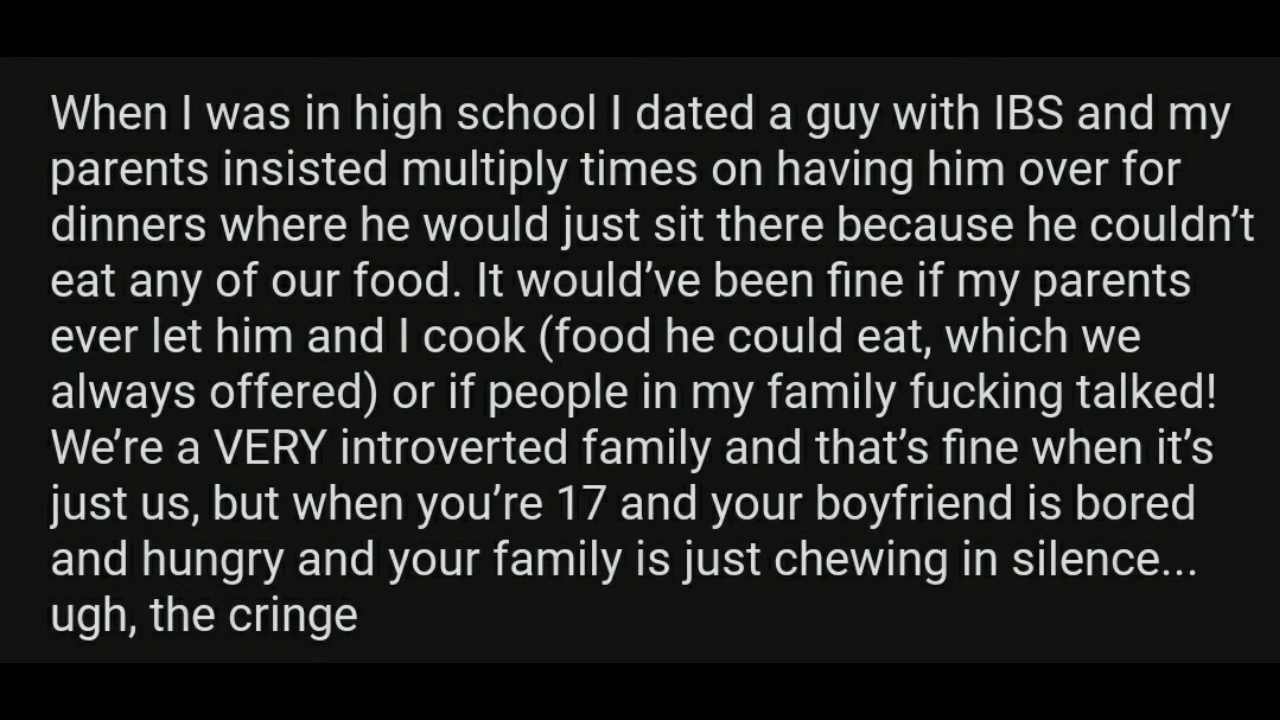 When I was in high school I dated a guy with IBS and my
parents insisted multiply times on having him over for
dinners where he would just sit there because he couldn’t
eat any of our food. It would’ve been fine if my parents
ever let him and I cook (food he could eat, which we
always offered) or if people in my family fucking talked!
We’re a VERY introverted family and that’s fine when it’s
just us, but when you’re 17 and your boyfriend is bored
and hungry and your family is just chewing in silence...
ugh, the cringe